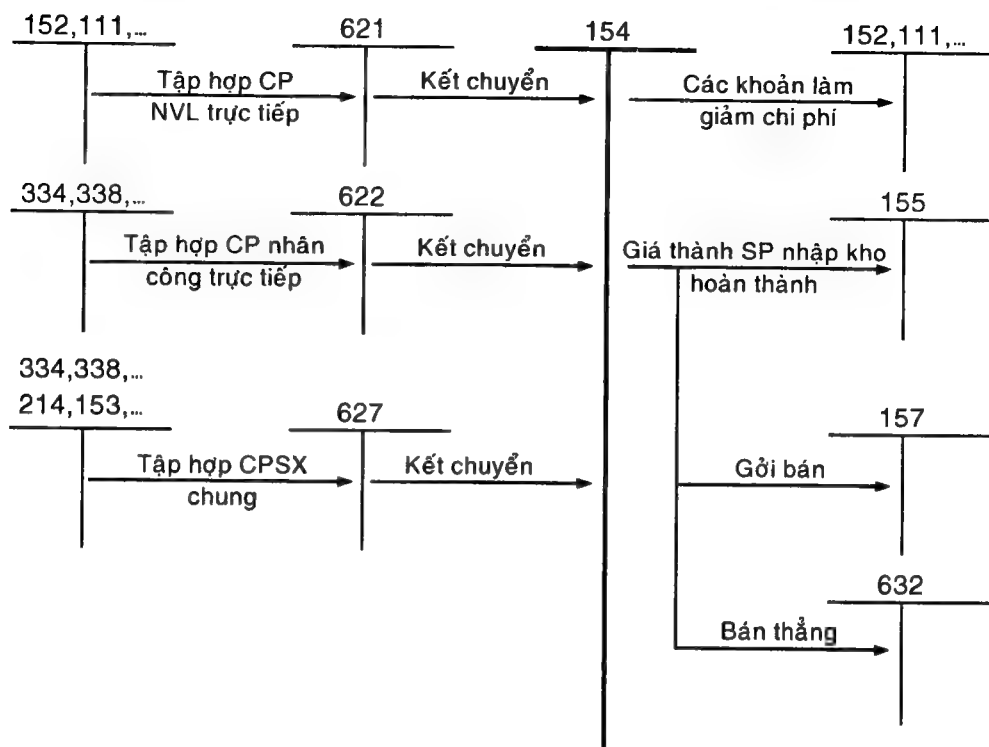 152,111,...
621
154
152,111,...
Tập hợp CP
NVL trực tiếp
Kết chuyển
Các khoản làm
giảm chi phí
334,338,...
622
155
Tập hợp CP nhân
công trực tiếp
Kết chuyển
Giá thành SP nhập kho
hoàn thành
334,338,...
214,153,...
627
157
Tập hợp CPSX
chung
Kết chuyển
Gởi bán
632
Bán thẳng